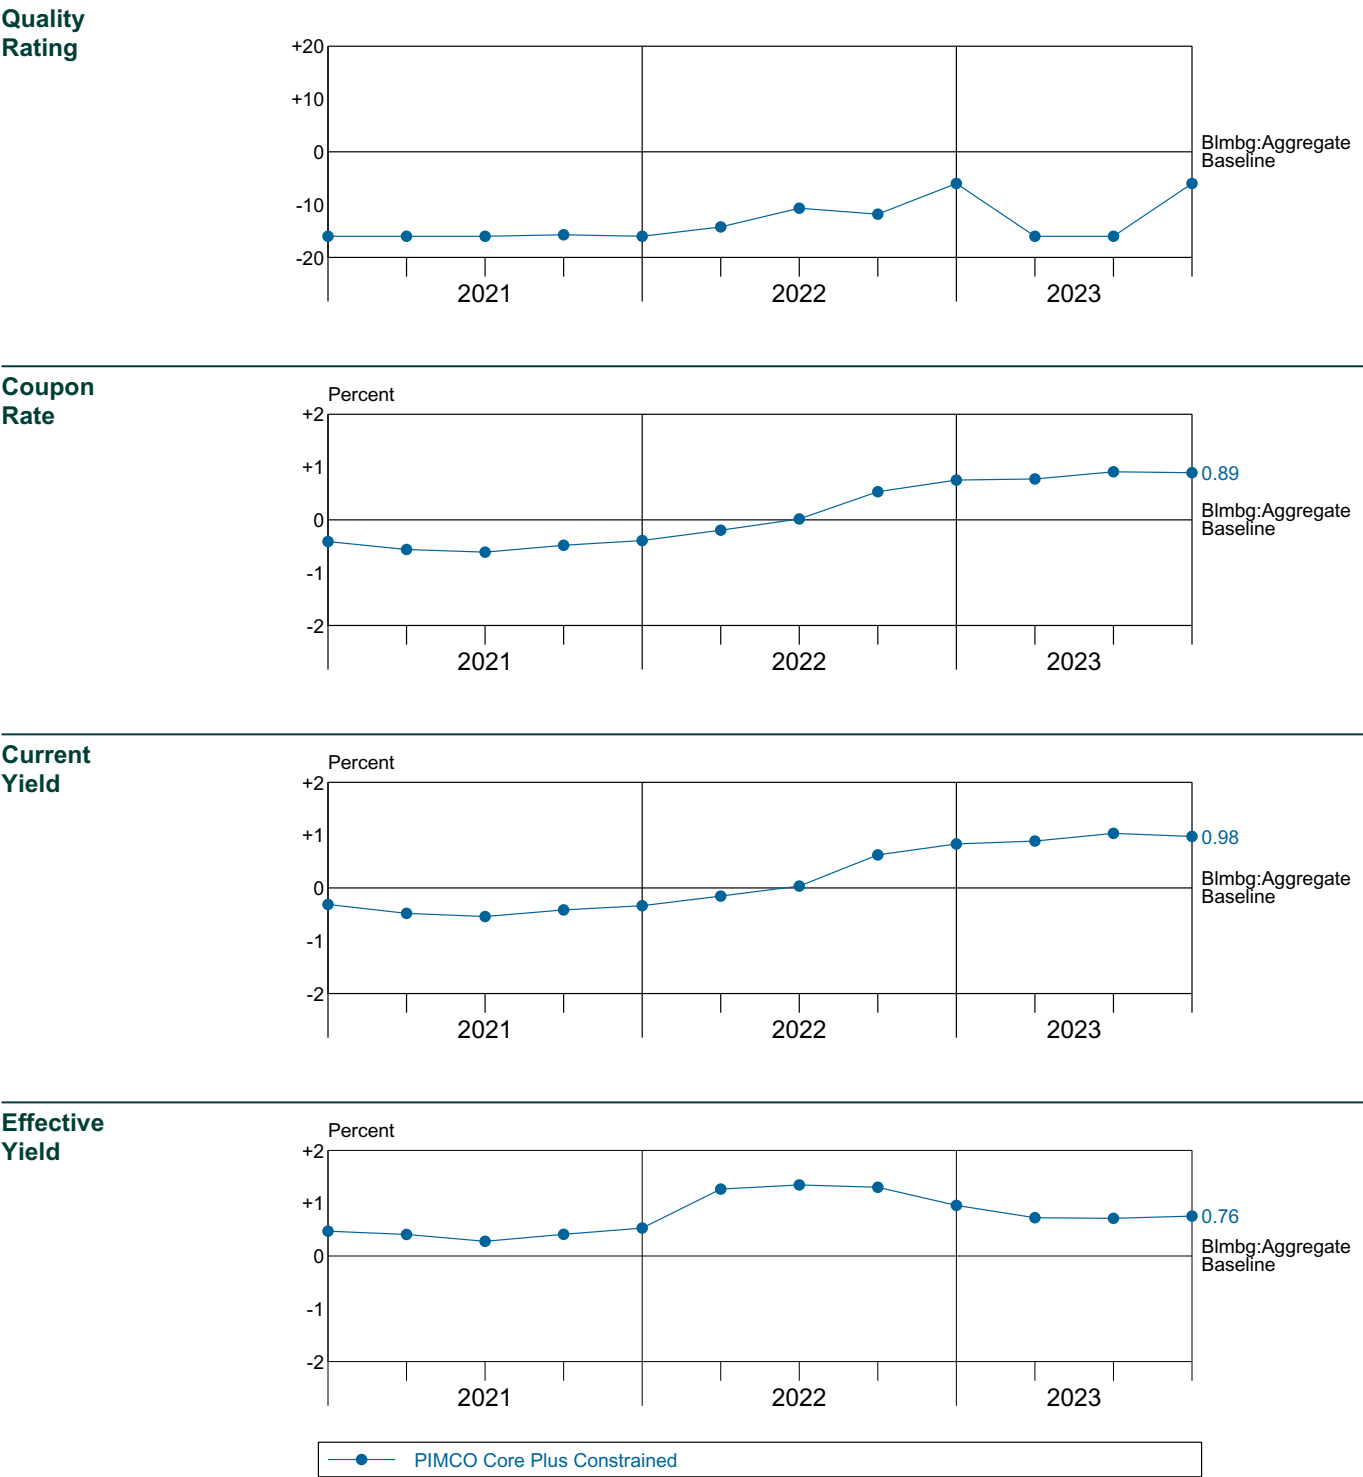 Quality
Rating
+20
+10
0
-10
-20
Blmbg:Aggregate
Baseline
2021
2022
2023
Coupon
Rate
Percent
+2
+1
0
-1
-2
0.89
Blmbg:Aggregate
Baseline
2021
2022
2023
Current
Yield
Percent
+2
+1
0
-1
-2
0.98
Blmbg:Aggregate
Baseline
2021
2022
2023
Effective
Yield
Percent
+2
+1
0
-1
-2
0.76
Blmbg:Aggregate
Baseline
2021
2022
2023
PIMCO Core Plus Constrained